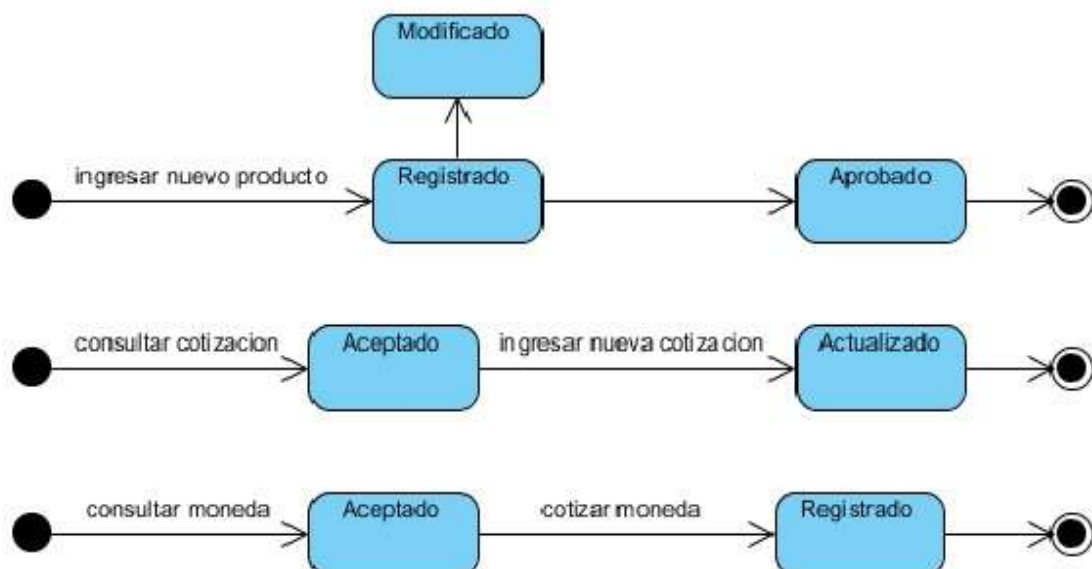 Modificado
ingresar nuevo producto
Registrado
Aprobado
consultar cotizacion
Aceptado
ingresar nueva cotizacion
Actualizado
consultar moneda
Aceptado
cotizar moneda
Registrado